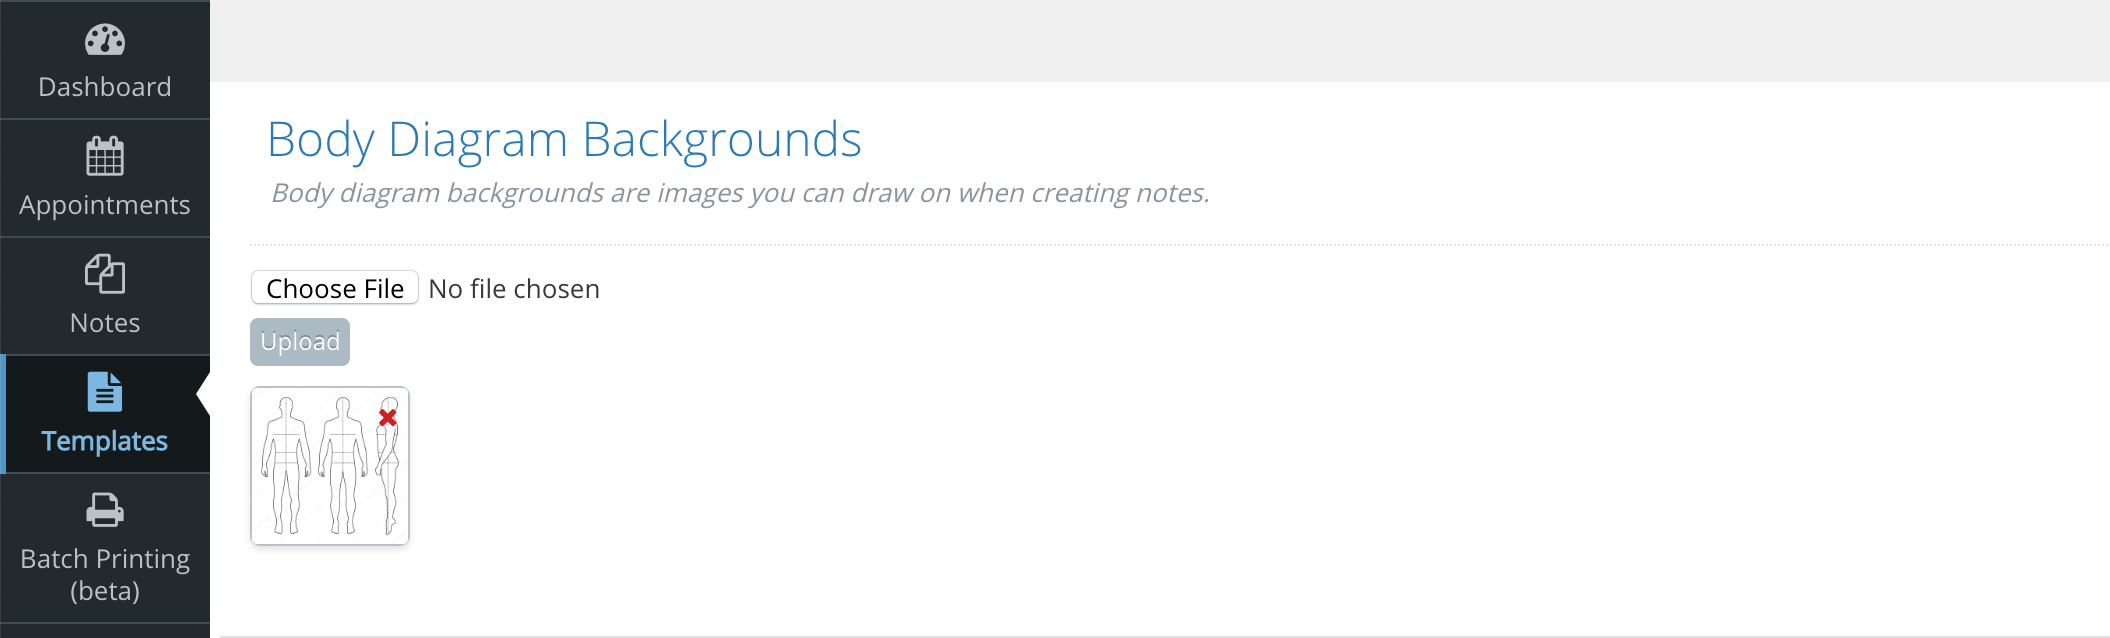 Dashboard
Appointments
Notes
Templates
Batch Printing
(beta)
Body Diagram Backgrounds
Body diagram backgrounds are images you can draw on when creating notes.
Choose File No file chosen
Upload